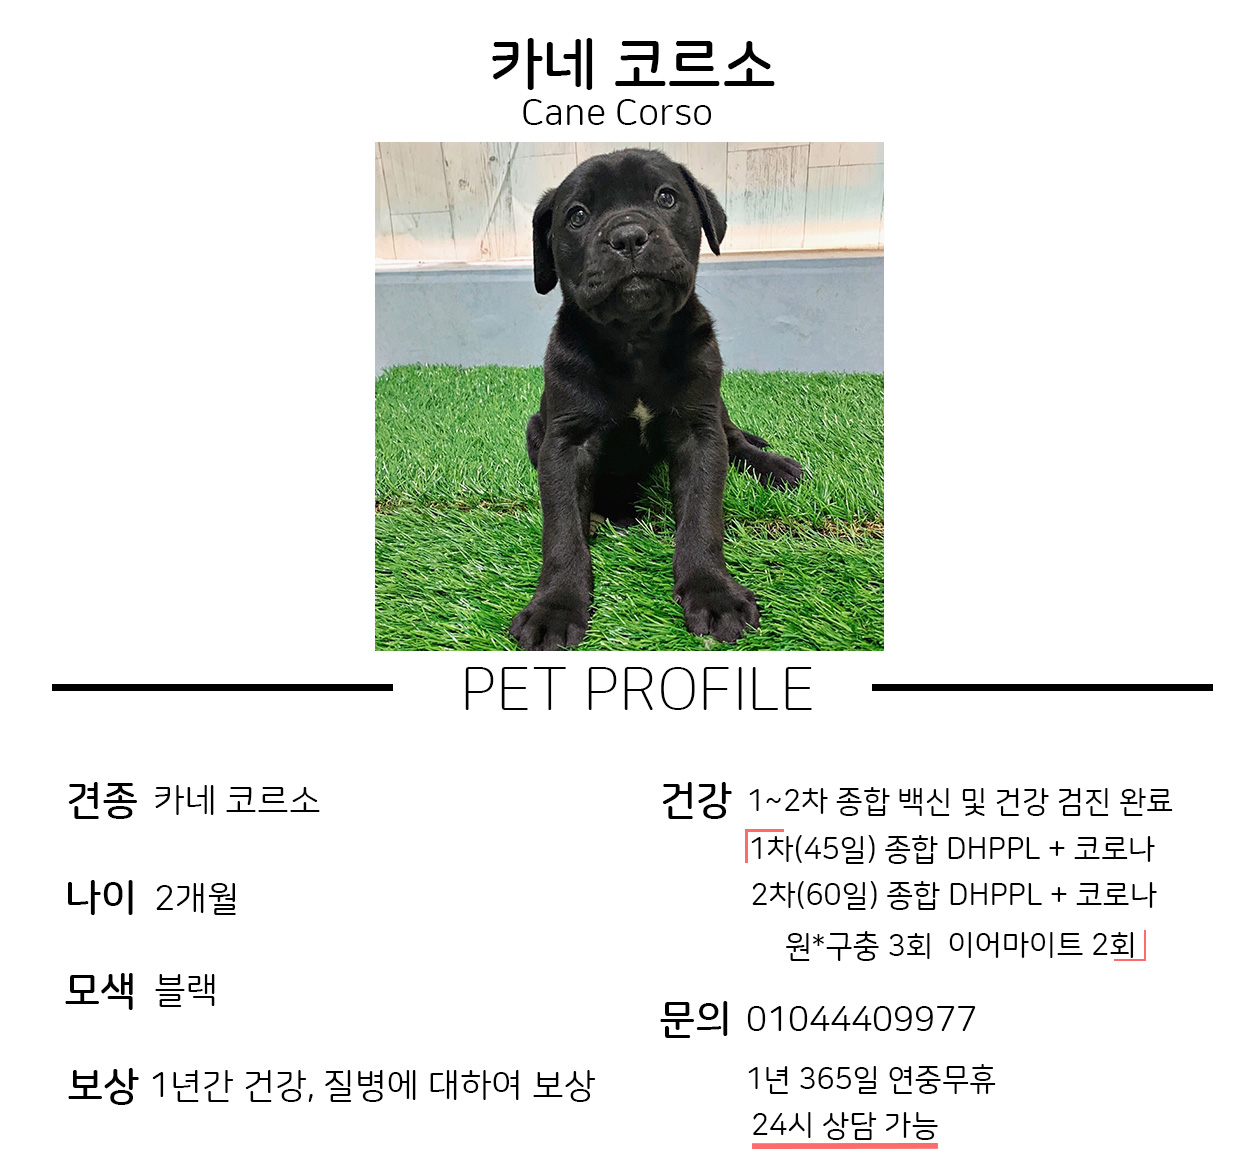 카네 코르소
Cane Corso
PET PROFILE
견종 카네 코르소
나이 2개월
모색 블랙
보상 1년간 건강, 질병에 대하여 보상
건강 1~2차 종합 백신 및 건강 검진 완료
1차(45일) 종합 DHPPL + 코로나
2차(60일) 종합 DHPPL + 코로나
원*구충 3회 이어마이트 2회
문의 01044409977
1년 365일 연중무휴
24시 상담 가능